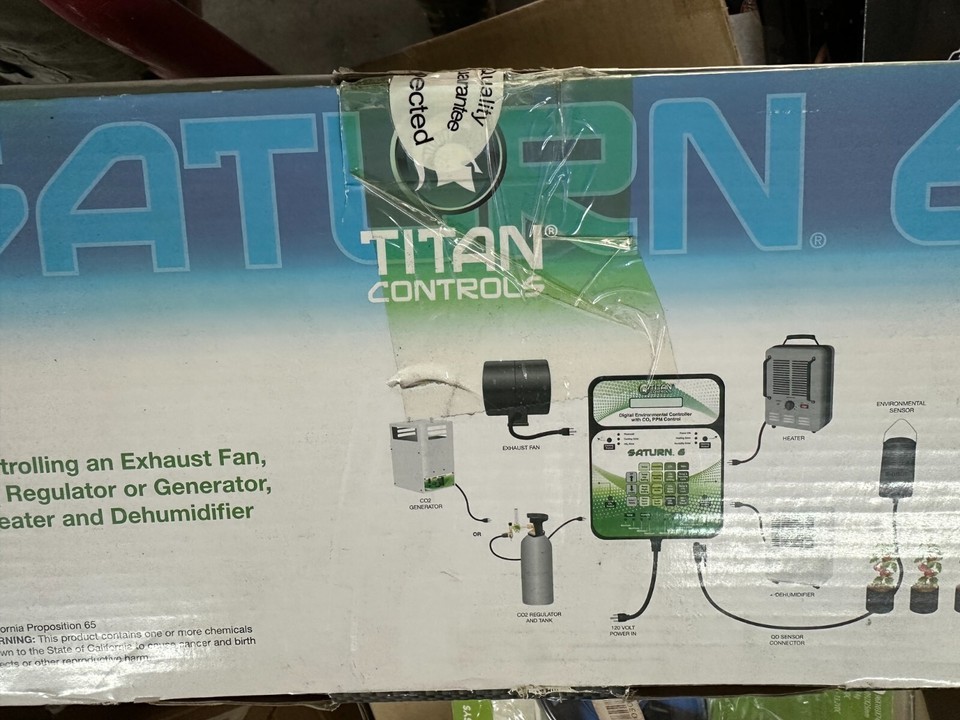 SATURN 6
®
Quality
Guarantee
ected
TITAN®
CONTROLS
trolling an Exhaust Fan,
Regulator or Generator,
eater and Dehumidifier
EXHAUST FAN
CO2
GENERATOR
OR
CO2 REGULATOR
AND TANK
Digital Environmental Controller
with CO₂ PPM Control
SATURN. 6
120 VOLT
POWER IN
HEATER
ENVIRONMENTAL
SENSOR
DEHUMIDIFIER
QD SENSOR
CONNECTOR
ornia Proposition 65
RNING: This product contains one or more chemicals
wn to the State of California to cause cancer and birth
ects or other reproductive harm